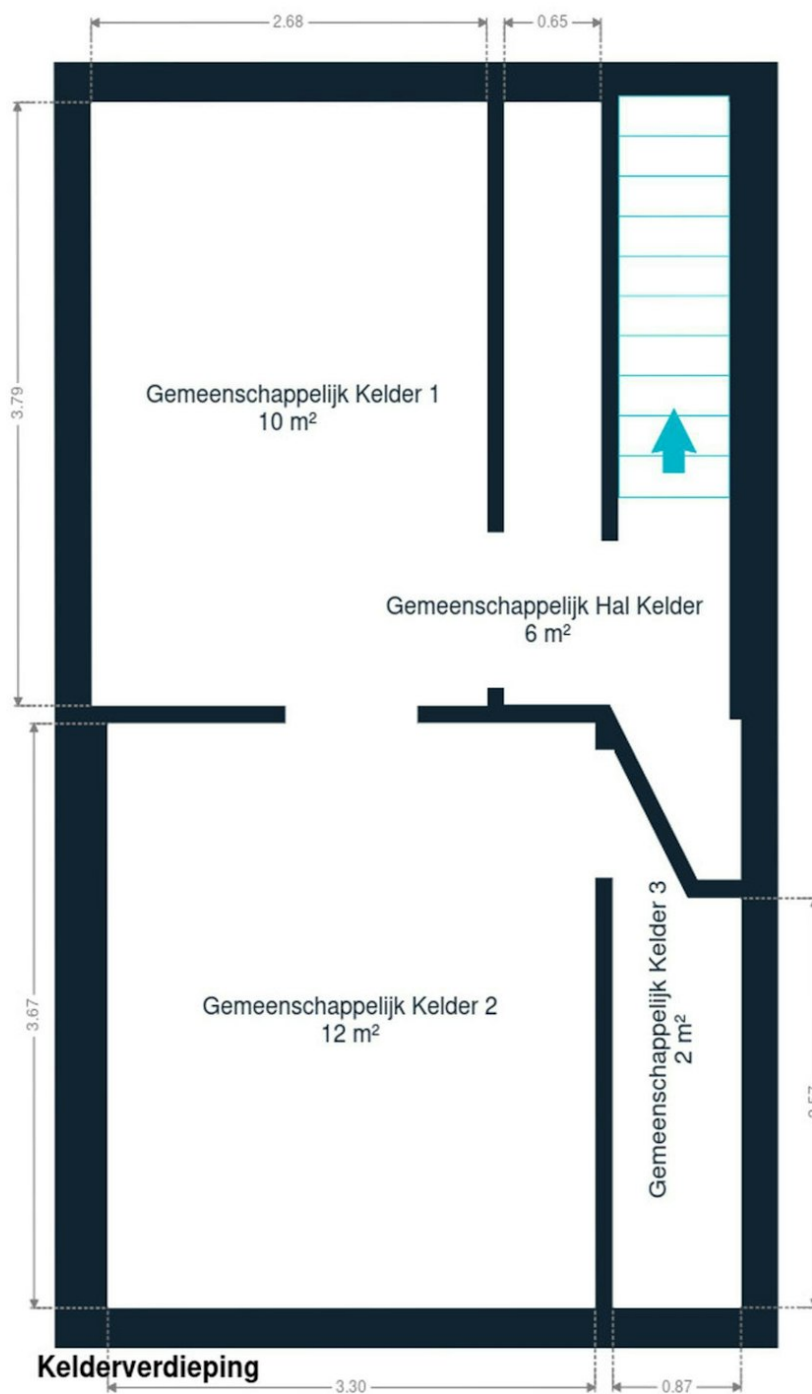 2.68
0.65
3.79
Gemeenschappelijk Kelder 1
10 m²
Gemeenschappelijk Hal Kelder
6 m²
Gemeenschappelijk Kelder 3
2 m²
Gemeenschappelijk Kelder 2
12 m²
3.67
Kelderverdieping
3.30
0.87